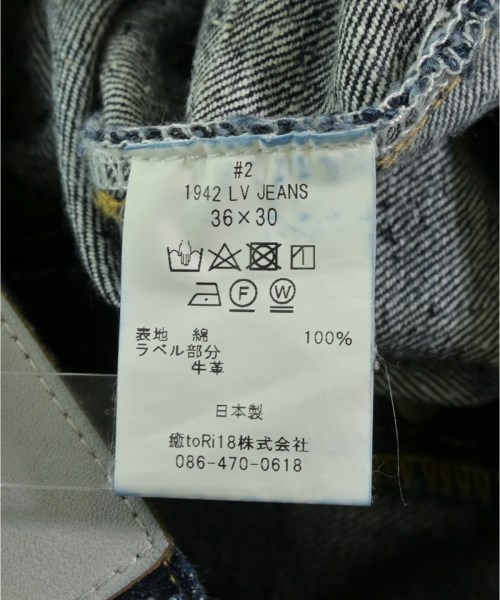 #2
1942 LV JEANS
36×30
F W
表地 綿 100%
ラベル部分
牛革
日本製
癒toRi18株式会社
086-470-0618